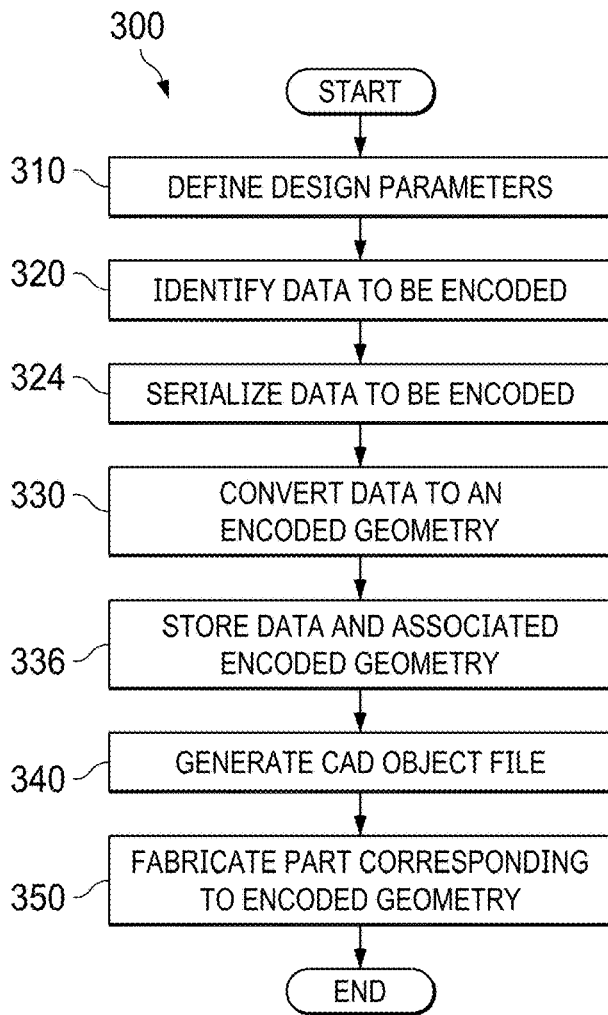 300
START
310
DEFINE DESIGN PARAMETERS
320
IDENTIFY DATA TO BE ENCODED
324
SERIALIZE DATA TO BE ENCODED
330
CONVERT DATA TO AN
ENCODED GEOMETRY
336
STORE DATA AND ASSOCIATED
ENCODED GEOMETRY
340
GENERATE CAD OBJECT FILE
350
FABRICATE PART CORRESPONDING
TO ENCODED GEOMETRY
END